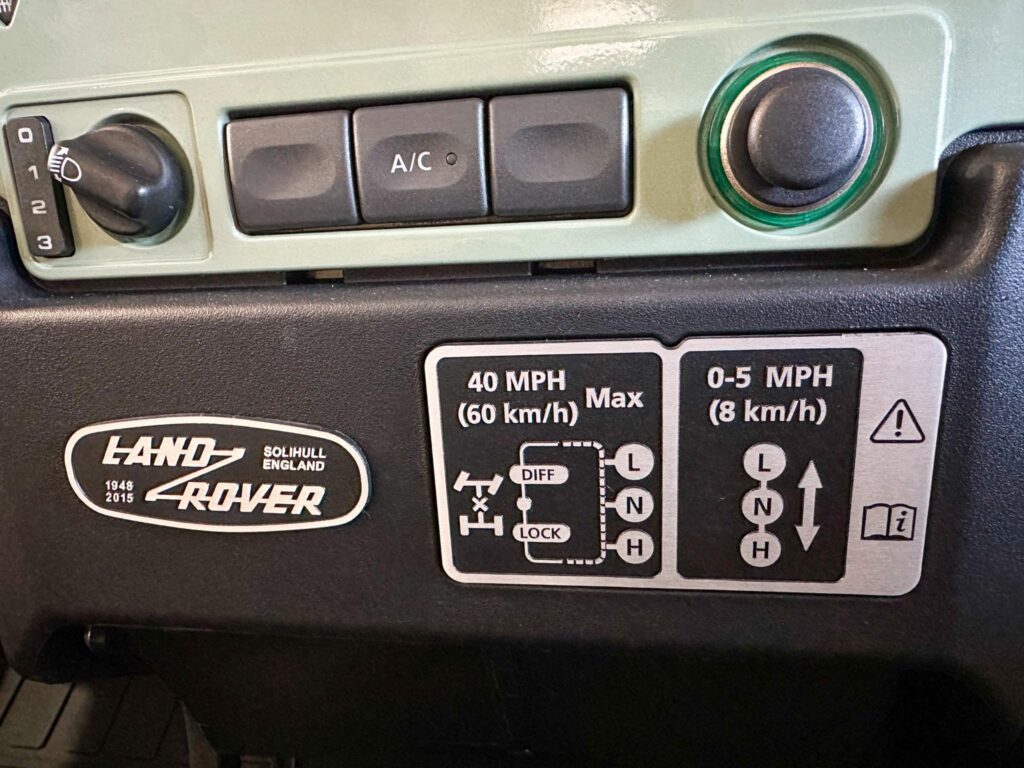 0
1
2
3
A/C
LAND
ROVER
SOLIHULL
ENGLAND
1948
2015
40 MPH
(60 km/h) Max
DIFF
LOCK
L
N
H
0-5 MPH
(8 km/h)
L
N
H
i